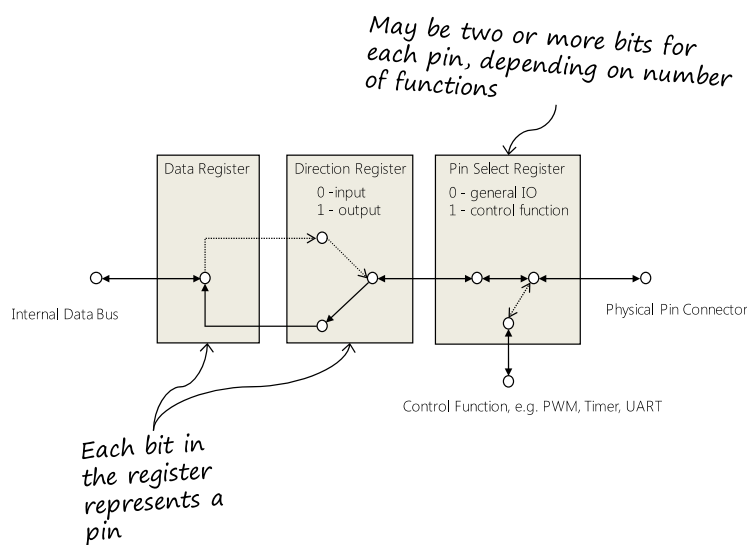 May be two or more bits for
each pin, depending on number
of functions
Data Register
Direction Register
0 -input
1 - output
Pin Select Register
0 - general IO
1 - control function
Internal Data Bus
Physical Pin Connector
Control Function, e.g. PWM, Timer, UART
Each bit in
the register
represents a
pin